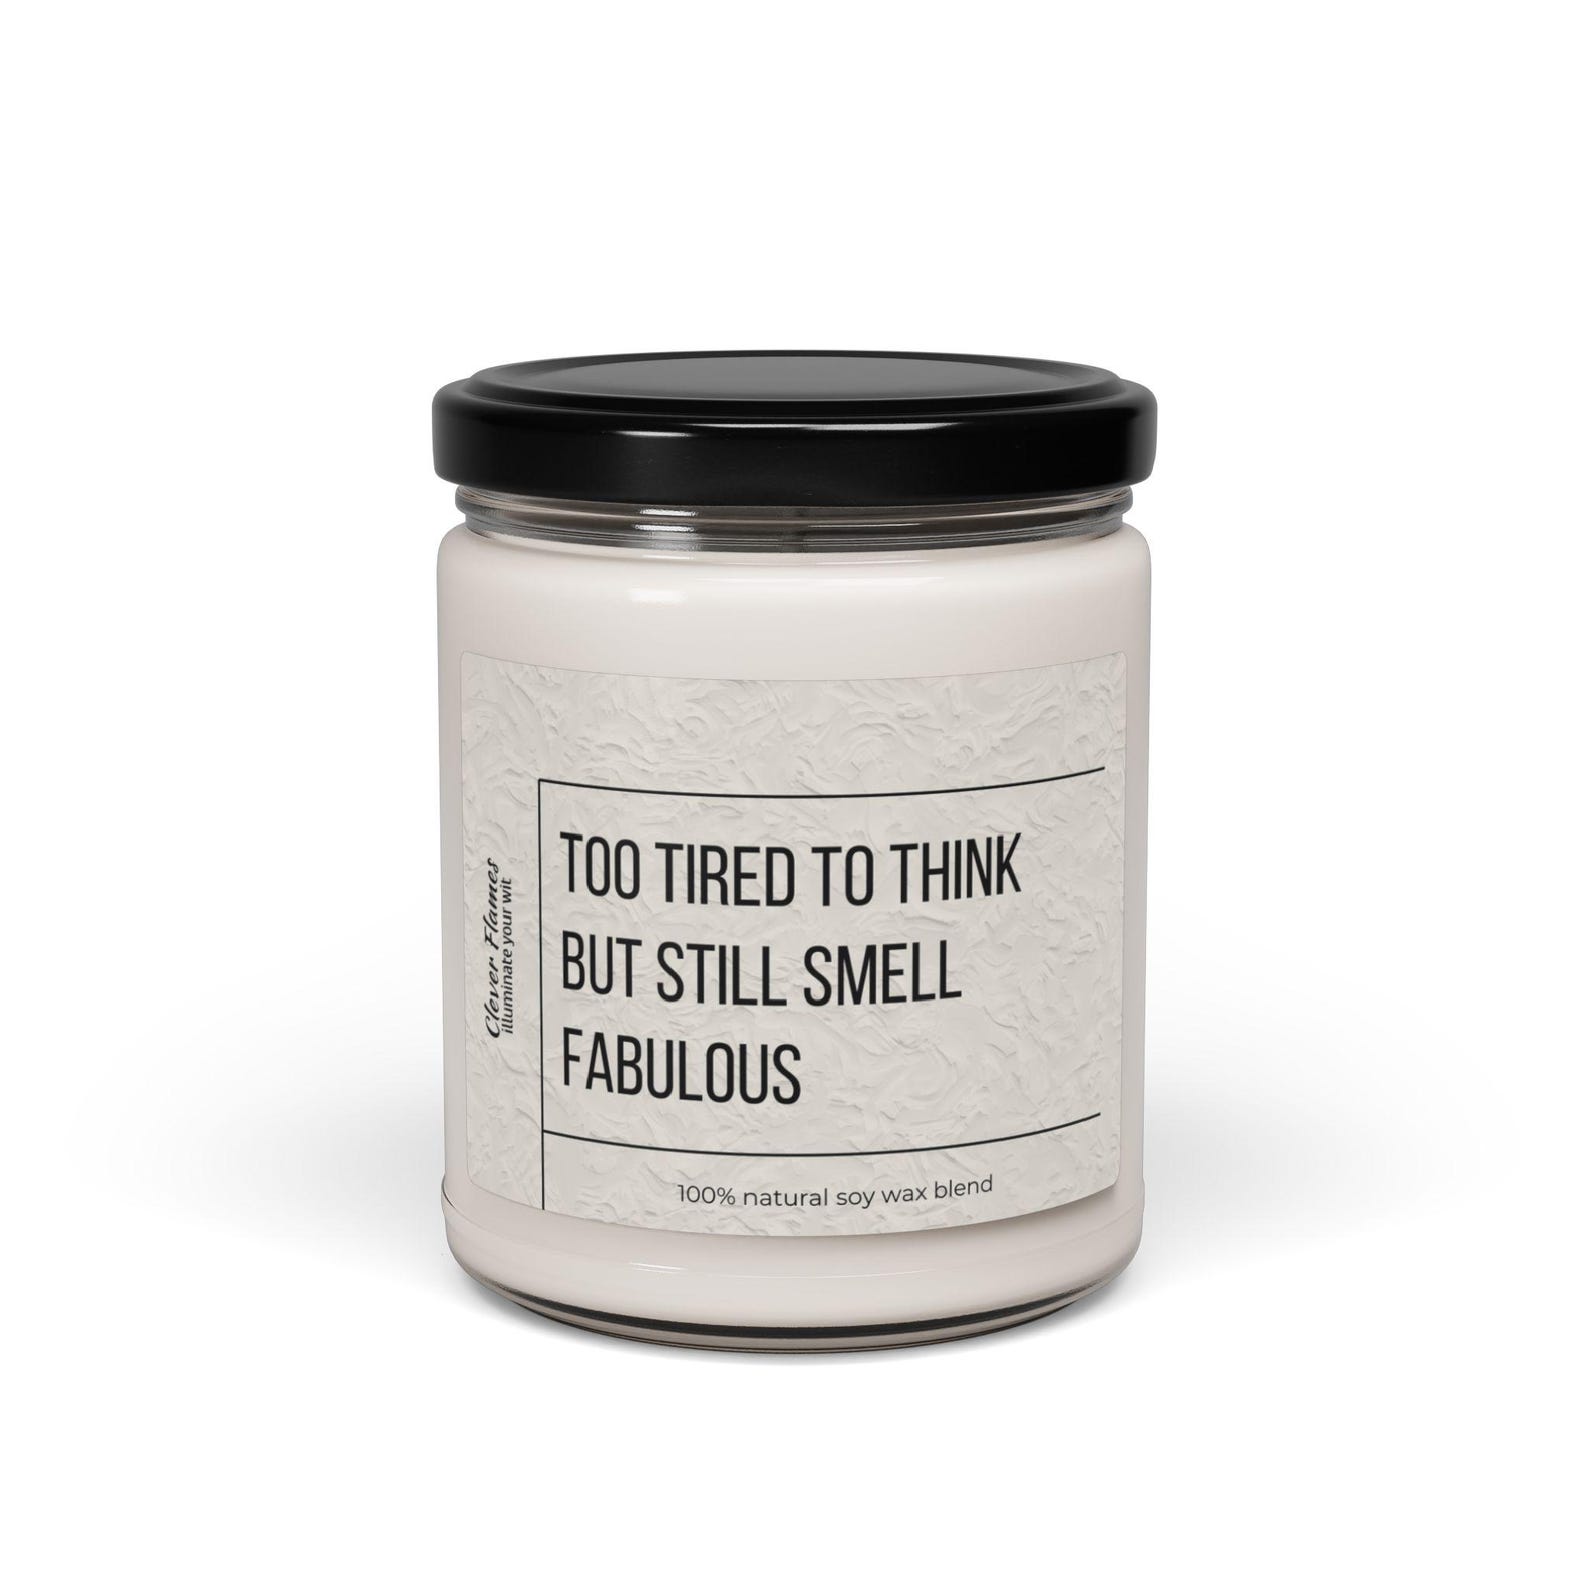 Clever Flames
illuminate your wit
TOO TIRED TO THINK
BUT STILL SMELL
FABULOUS
100% natural soy wax blend